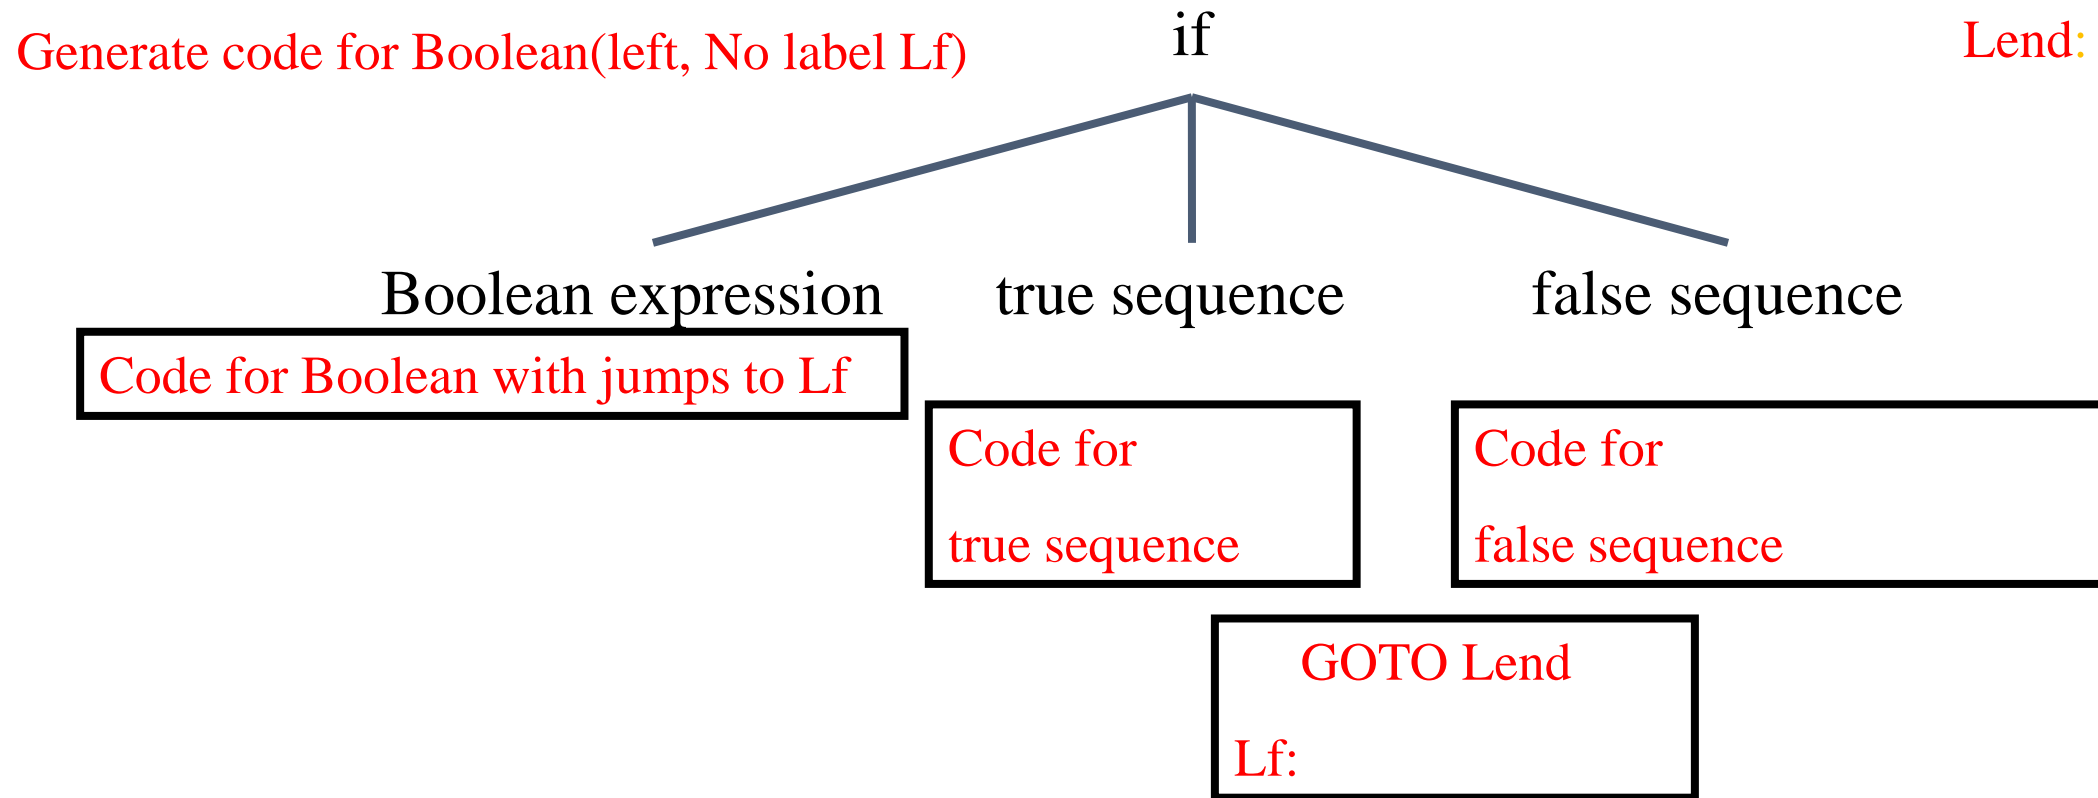 Generate code for Boolean(left, No label Lf)
if
Lend:
Boolean expression
true sequence
false sequence
Code for Boolean with jumps to Lf
Code for
true sequence
Code for
false sequence
GOTO Lend
Lf: